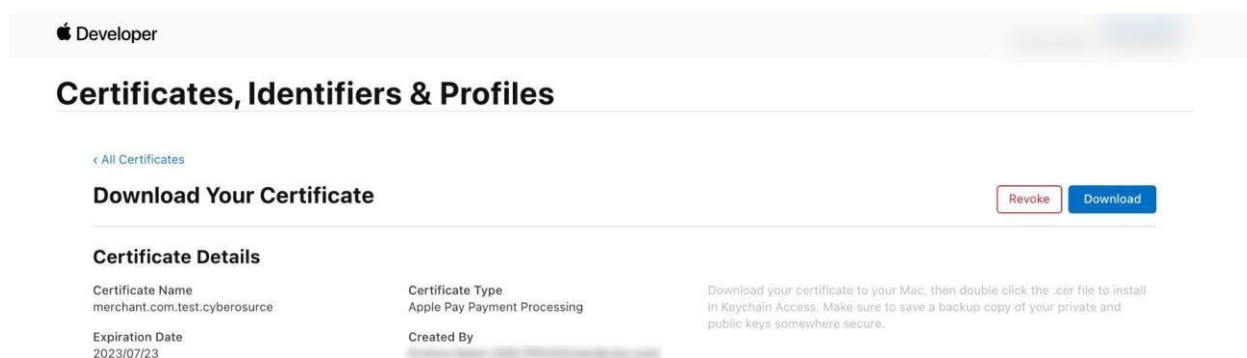 Developer
Certificates, Identifiers & Profiles
‹ All Certificates
Download Your Certificate
Revoke
Download
Certificate Details
Certificate Name
merchant.com.test.cyberosurce
Certificate Type
Apple Pay Payment Processing
Download your certificate to your Mac, then double click the .cer file to install
in Keychain Access. Make sure to save a backup copy of your private and
public keys somewhere secure.
Expiration Date
2023/07/23
Created By